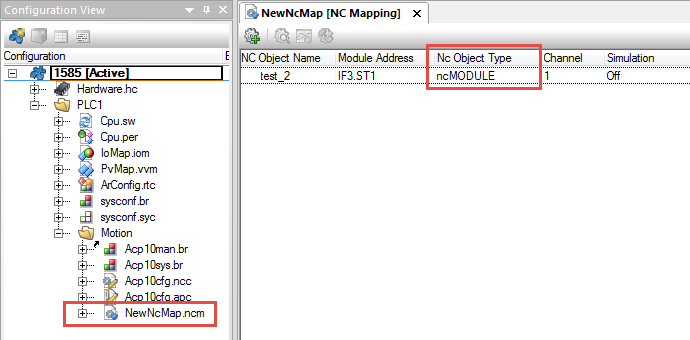 Configuration View
NewNcMap [NC Mapping]
Configuration
1585 [Active]
Hardware.hc
PLC1
Cpu.sw
Cpu.per
IoMap.iom
PvMap.vvm
ArConfig.rtc
sysconf.br
sysconf.syc
Motion
Acp10man.br
Acp10sys.br
Acp10cfg.ncc
Acp10cfg.apc
NewNcMap.ncm
NC Object Name Module Address Nc Object Type Channel Simulation
test_2 IF3.ST1 ncMODULE 1 Off